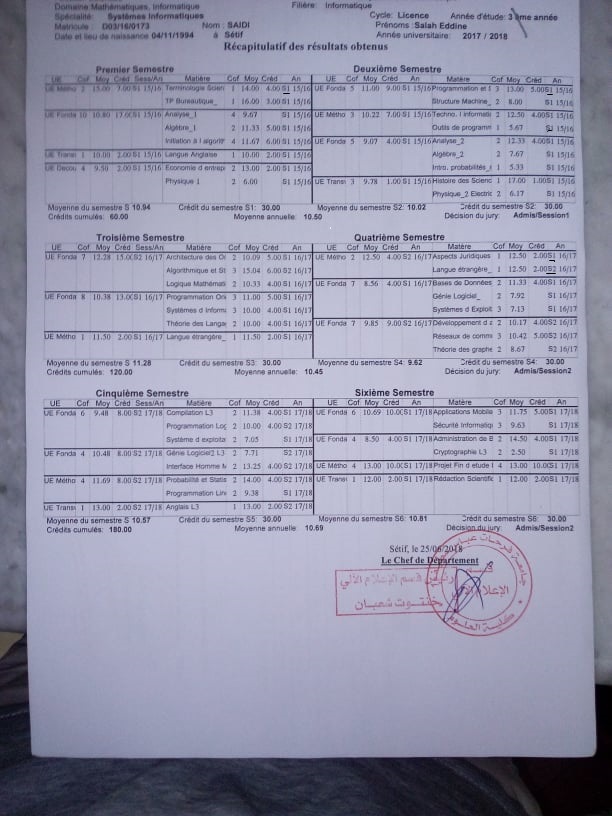 Domaine Mathématiques, Informatique Filière: Informatique
Spécialité: Systèmes Informatiques Cycle: Licence Année d'étude: 3 ème année
Matricule: D03/16/0173 Nom : SAIDI Prénoms : Salah Eddine
Date et lieu de naissance 04/11/1994 à Sétif Année universitaire: 2017 / 2018
Récapitulatif des résultats obtenus
Premier Semestre
UE Cof Moy Créd Sess/An Matière Cof Moy Créd An
UE Métho 2 15.00 7.00 S1 15/16 Terminologie Scien 1 14.00 4.00 S1 15/16
TP Bureautique_ 1 16.00 3.00 S1 15/16
UE Fonda 10 10.80 17.00 S1 15/16 Analyse_1 4 9.67 S1 15/16
Algèbre_1 2 11.33 5.00 S1 15/16
Initiation à l algorit 4 11.67 6.00 S1 15/16
UE Transv 1 10.00 2.00 S1 15/16 Langue Anglaise 1 10.00 2.00 S1 15/16
UE Décou 4 9.50 2.00 S1 15/16 Economie d entrep 2 13.00 2.00 S1 15/16
Physique 1 2 6.00 S1 15/16
Moyenne du semestre S 10.94 Crédit du semestre S1: 30.00
Crédits cumulés: 60.00 Moyenne annuelle: 10.50
Deuxième Semestre
UE Cof Moy Créd An Matière Cof Moy Créd An
UE Fonda 5 11.00 9.00 S1 15/16 Programmation et 3 13.00 5.00 S1 15/16
Structure Machine_ 2 8.00 S1 15/16
UE Métho 3 10.22 7.00 S1 15/16 Techno. l informati 2 12.50 4.00 S1 15/16
Outils de program 1 5.67 S1 15/16
UE Fonda 5 9.07 4.00 S1 15/16 Analyse_2 2 12.33 4.00 S1 15/16
Algèbre_2 2 7.67 S1 15/16
Intro. probabilités_ 1 5.33 S1 15/16
UE Transv 3 9.78 1.00 S1 15/16 Histoire des Scienc 1 17.00 1.00 S1 15/16
Physique_2 Electric 2 6.17 S1 15/16
Moyenne du semestre S2: 10.02 Crédit du semestre S2: 30.00
Décision du jury: Admis/Session1
Troisième Semestre
UE Cof Moy Créd Sess/An Matière Cof Moy Créd An
UE Fonda 7 12.28 15.00 S2 16/17 Architecture des Or 2 10.09 5.00 S1 16/17
Algorithmique et St 3 15.04 6.00 S2 16/17
Logique Mathémati 2 10.33 4.00 S1 16/17
UE Fonda 8 10.38 13.00 S1 16/17 Programmation Ori 3 11.00 5.00 S1 16/17
Systèmes d Inform 3 10.00 4.00 S1 16/17
Théorie des Langa 2 10.00 4.00 S1 16/17
UE Métho 1 11.50 2.00 S1 16/17 Langue étrangère_ 1 11.50 2.00 S1 16/17
Moyenne du semestre S 11.28 Crédit du semestre S3: 30.00
Crédits cumulés: 120.00 Moyenne annuelle: 10.45
Quatrième Semestre
UE Cof Moy Créd An Matière Cof Moy Créd An
UE Métho 2 12.50 4.00 S2 16/17 Aspects Juridiques 1 12.50 2.00 S1 16/17
Langue étrangère_ 1 12.50 2.00 S2 16/17
UE Fonda 7 8.56 4.00 S1 16/17 Bases de Données 3 11.33 4.00 S1 16/17
Génie Logiciel_ 2 7.92 S1 16/17
Systèmes d Exploit 2 7.13 S1 16/17
UE Fonda 7 9.85 9.00 S2 16/17 Développement d a 2 10.17 4.00 S2 16/17
Réseaux de commu 3 10.42 5.00 S2 16/17
Théorie des graphe 2 8.67 S2 16/17
Moyenne du semestre S4: 9.62 Crédit du semestre S4: 30.00
Décision du jury: Admis/Session2
Cinquième Semestre
UE Cof Moy Créd Sess/An Matière Cof Moy Créd An
UE Fonda 6 9.48 8.00 S2 17/18 Compilation L3 2 11.38 4.00 S1 17/18
Programmation Log 2 10.00 4.00 S2 17/18
Système d exploita 2 7.05 S1 17/18
UE Fonda 4 10.48 8.00 S2 17/18 Génie Logiciel2 L3 2 7.71 S2 17/18
Interface Homme M 2 13.25 4.00 S2 17/18
UE Métho 4 11.69 8.00 S2 17/18 Probabilité et Statis 2 14.00 4.00 S2 17/18
Programmation Lin 2 9.38 S1 17/18
UE Transv 1 13.00 2.00 S2 17/18 Anglais L3 1 13.00 2.00 S2 17/18
Moyenne du semestre S 10.57 Crédit du semestre S5: 30.00
Crédits cumulés: 180.00 Moyenne annuelle: 10.69
Sixième Semestre
UE Cof Moy Créd An Matière Cof Moy Créd An
UE Fonda 6 10.69 10.00 S1 17/18 Applications Mobile 3 11.75 5.00 S1 17/18
Sécurité Informatiq 3 9.63 S1 17/18
UE Fonda 4 8.50 4.00 S1 17/18 Administration de B 2 14.50 4.00 S1 17/18
Cryptographie L3 2 2.50 S1 17/18
UE Métho 4 13.00 10.00 S1 17/18 Projet Fin d etude l 4 13.00 10.00 S1 17/18
UE Transv 1 12.00 2.00 S1 17/18 Rédaction Scientific 1 12.00 2.00 S1 17/18
Moyenne du semestre S6: 10.81 Crédit du semestre S6: 30.00
Décision du jury: Admis/Session2
Sétif, le 25/06/2018
Le Chef de Département
رئيس قسم الإعلام الآلي
خنتوت شعبان
جامعة فرحات عباس
قسم
الإعلام الآلي
كلية العلوم